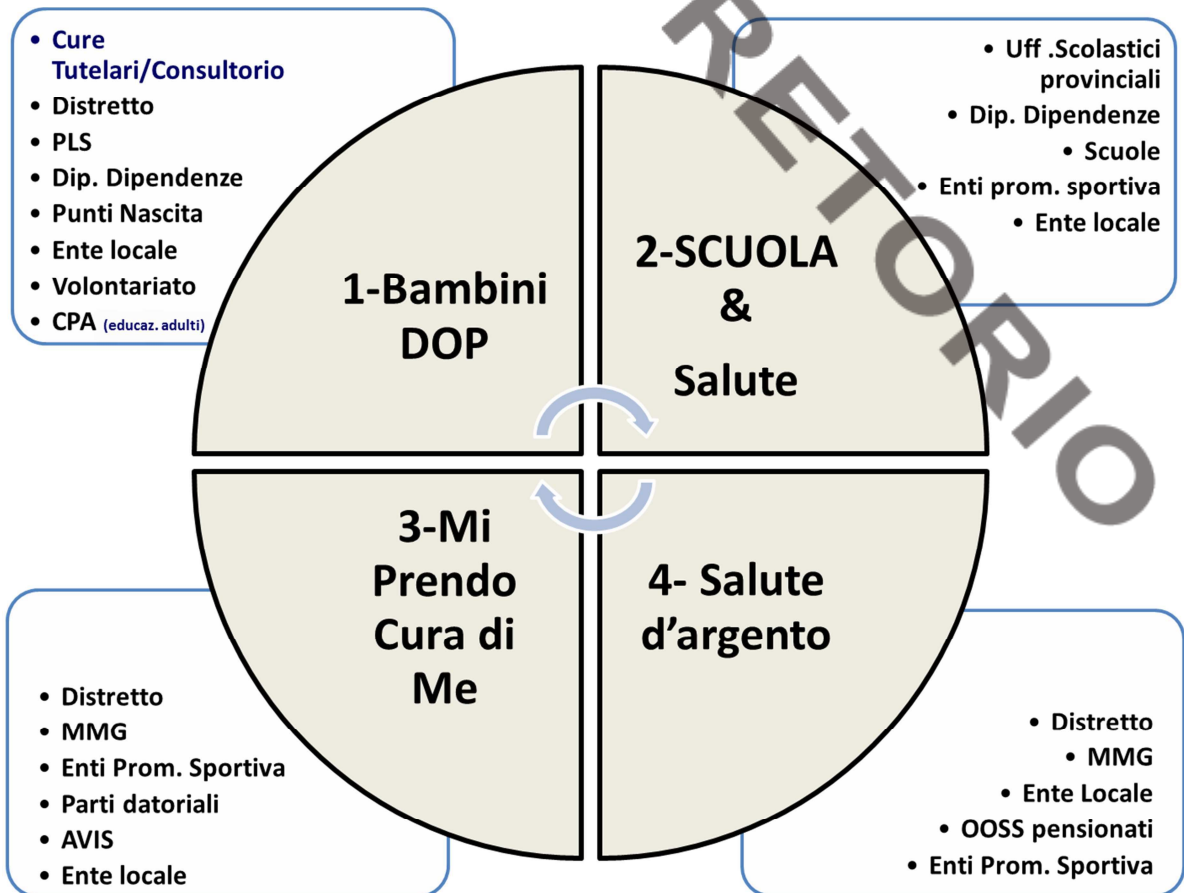 • Cure
Tutelari/Consultorio
• Distretto
• PLS
• Dip. Dipendenze
• Punti Nascita
• Ente locale
• Volontariato
• CPA (educaz. adulti)
• Uff .Scolastici
provinciali
• Dip. Dipendenze
• Scuole
• Enti prom. sportiva
• Ente locale
1-Bambini
DOP
2-SCUOLA
&
Salute
3-Mi
Prendo
Cura di
Me
4- Salute
d’argento
• Distretto
• MMG
• Enti Prom. Sportiva
• Parti datoriali
• AVIS
• Ente locale
• Distretto
• MMG
• Ente Locale
• OOSS pensionati
• Enti Prom. Sportiva
RETORIO